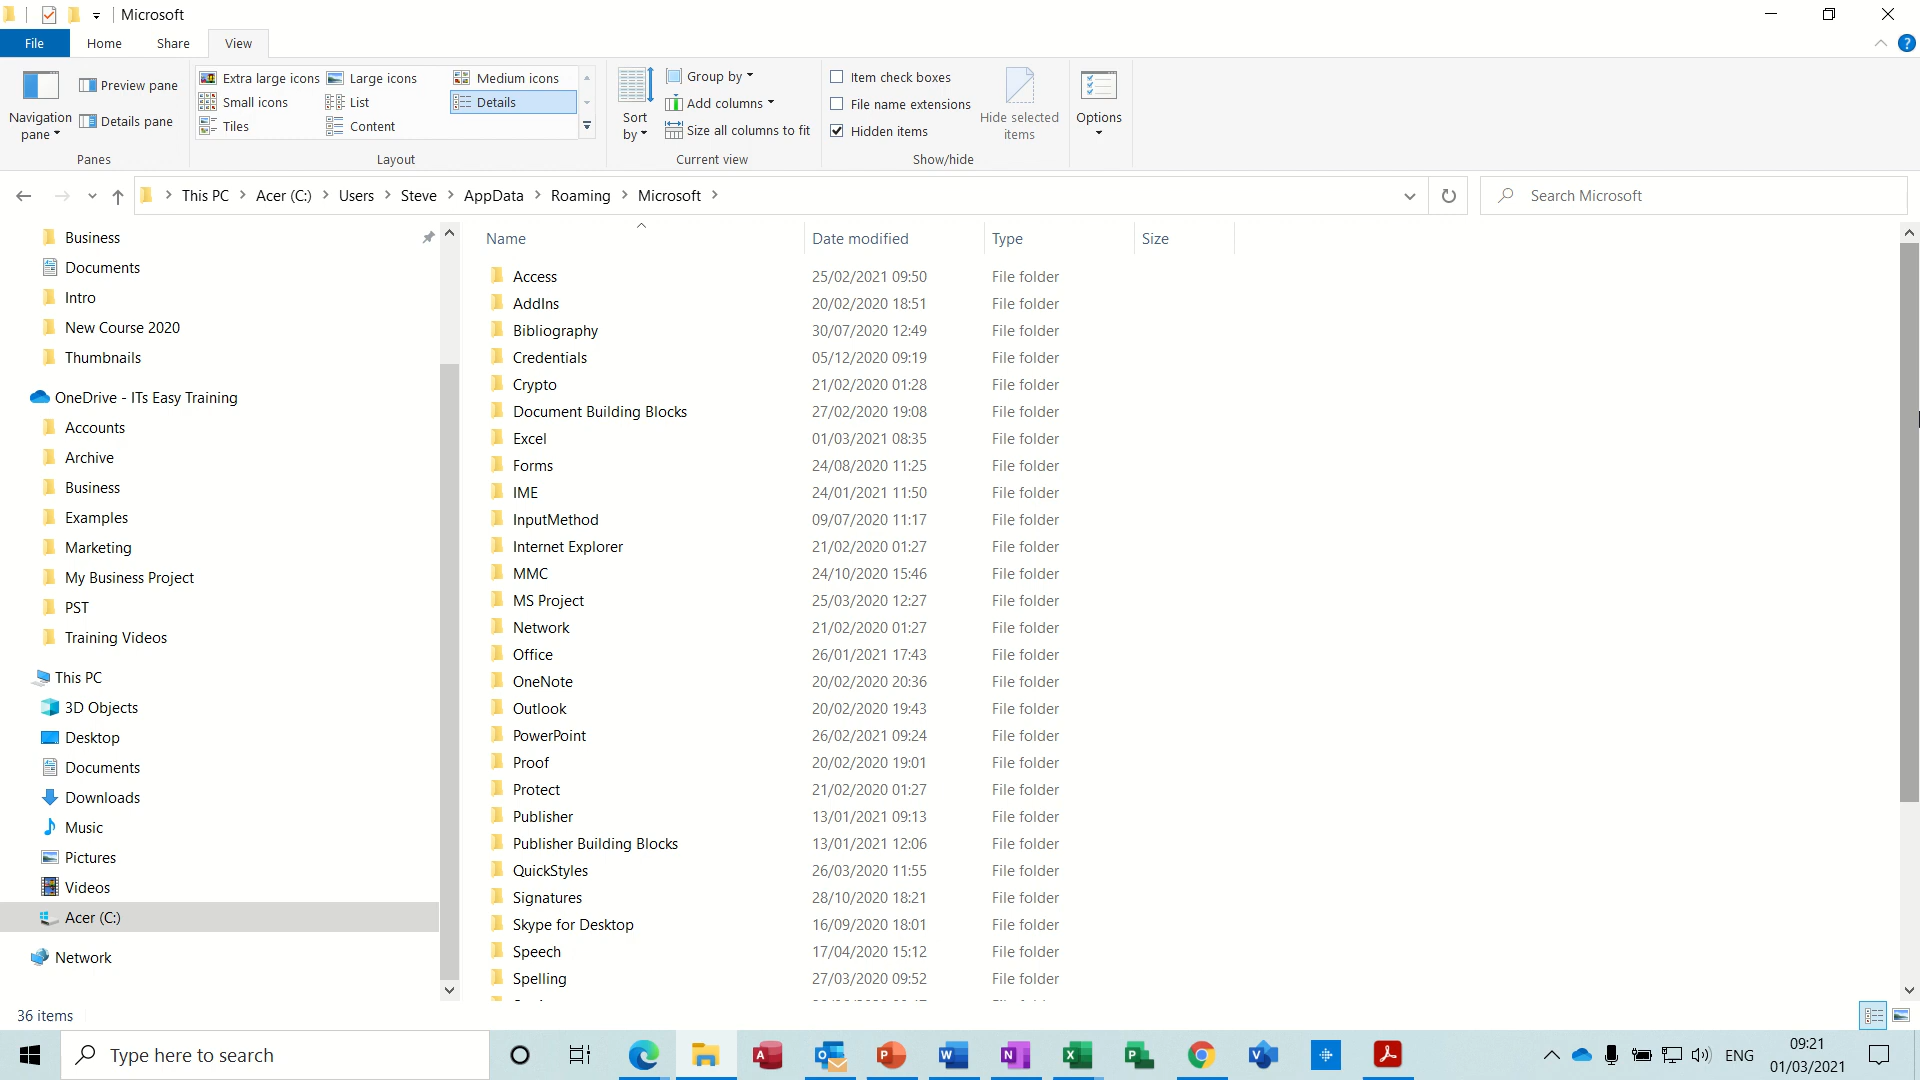 Microsoft
File Home Share View
Navigation pane
Preview pane
Details pane
Panes
Extra large icons Large icons Medium icons
Small icons List Details
Tiles Content
Layout
Sort by
Group by
Add columns
Size all columns to fit
Current view
Item check boxes
File name extensions
Hidden items
Hide selected items
Show/hide
Options
This PC Acer (C:) Users Steve AppData Roaming Microsoft
Search Microsoft
Business
Documents
Intro
New Course 2020
Thumbnails
OneDrive - ITs Easy Training
Accounts
Archive
Business
Examples
Marketing
My Business Project
PST
Training Videos
This PC
3D Objects
Desktop
Documents
Downloads
Music
Pictures
Videos
Acer (C:)
Network
Name Date modified Type Size
Access 25/02/2021 09:50 File folder
AddIns 20/02/2020 18:51 File folder
Bibliography 30/07/2020 12:49 File folder
Credentials 05/12/2020 09:19 File folder
Crypto 21/02/2020 01:28 File folder
Document Building Blocks 27/02/2020 19:08 File folder
Excel 01/03/2021 08:35 File folder
Forms 24/08/2020 11:25 File folder
IME 24/01/2021 11:50 File folder
InputMethod 09/07/2020 11:17 File folder
Internet Explorer 21/02/2020 01:27 File folder
MMC 24/10/2020 15:46 File folder
MS Project 25/03/2020 12:27 File folder
Network 21/02/2020 01:27 File folder
Office 26/01/2021 17:43 File folder
OneNote 20/02/2020 20:36 File folder
Outlook 20/02/2020 19:43 File folder
PowerPoint 26/02/2021 09:24 File folder
Proof 20/02/2020 19:01 File folder
Protect 21/02/2020 01:27 File folder
Publisher 13/01/2021 09:13 File folder
Publisher Building Blocks 13/01/2021 12:06 File folder
QuickStyles 26/03/2020 11:55 File folder
Signatures 28/10/2020 18:21 File folder
Skype for Desktop 16/09/2020 18:01 File folder
Speech 17/04/2020 15:12 File folder
Spelling 27/03/2020 09:52 File folder
36 items
Type here to search
ENG
09:21
01/03/2021